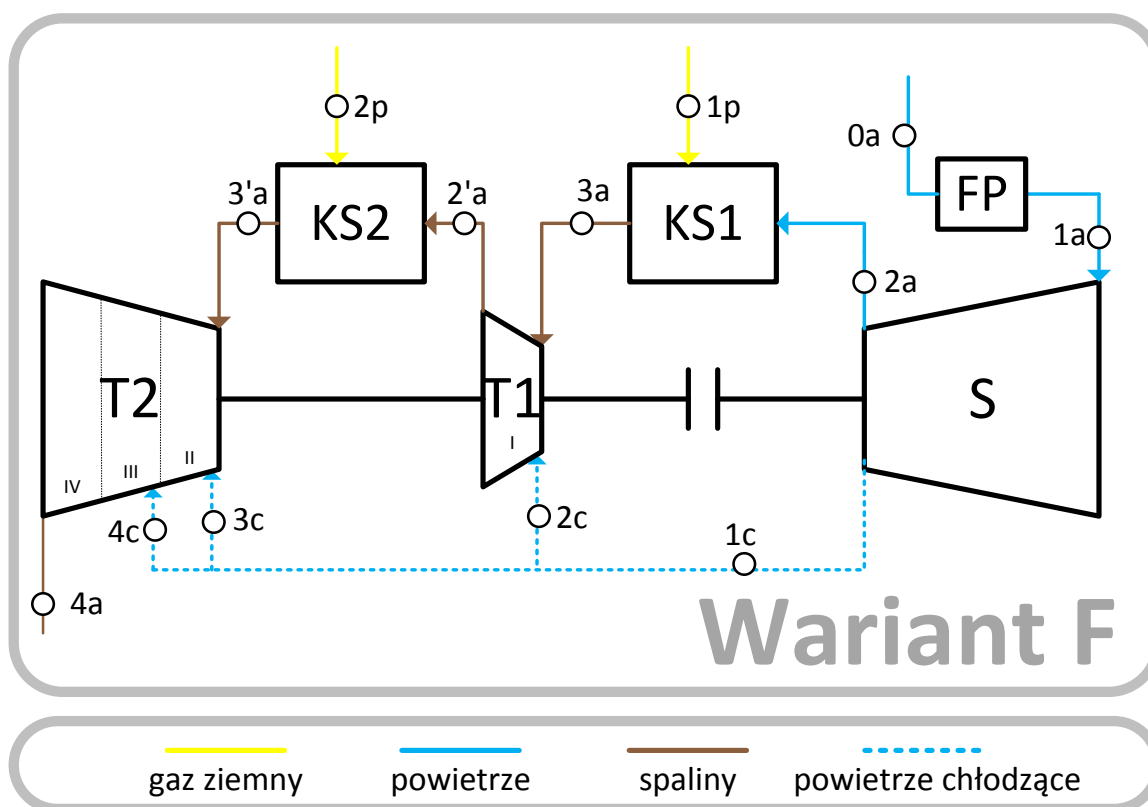 2p
1p
0a
3'a
2'a
3a
KS2
KS1
FP
1a
2a
T2
T1
S
II
III
IV
I
4c
3c
2c
1c
4a
Wariant F
gaz ziemny
powietrze
spaliny
powietrze chłodzące